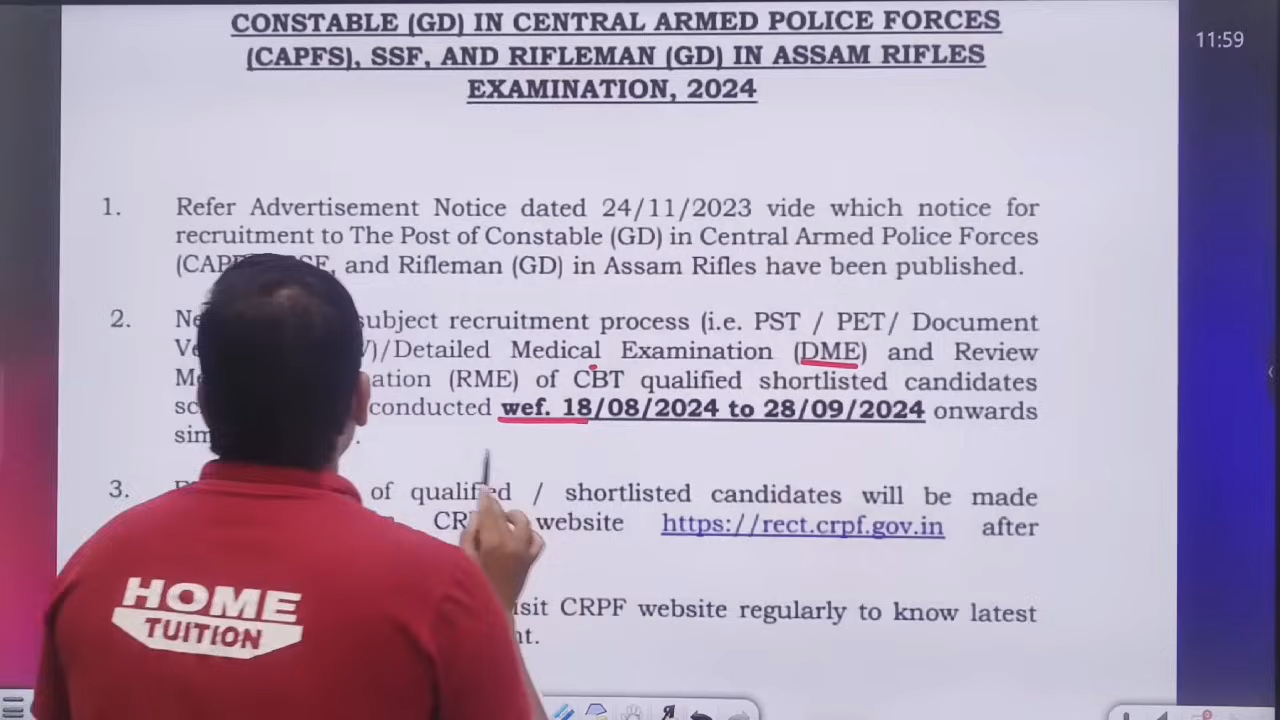 CONSTABLE (GD) IN CENTRAL ARMED POLICE FORCES
(CAPFS), SSF, AND RIFLEMAN (GD) IN ASSAM RIFLES
EXAMINATION, 2024
11:59
1. Refer Advertisement Notice dated 24/11/2023 vide which notice for
recruitment to The Post of Constable (GD) in Central Armed Police Forces
and Rifleman (GD) in Assam Rifles have been published.
2. subject recruitment process (i.e. PST / PET/ Document
/Detailed Medical Examination (DME) and Review
(RME) of CBT qualified shortlisted candidates
conducted wef. 18/08/2024 to 28/09/2024 onwards
3. of qualified / shortlisted candidates will be made
website https://rect.crpf.gov.in after
CRPF website regularly to know latest
HOME
TUITION